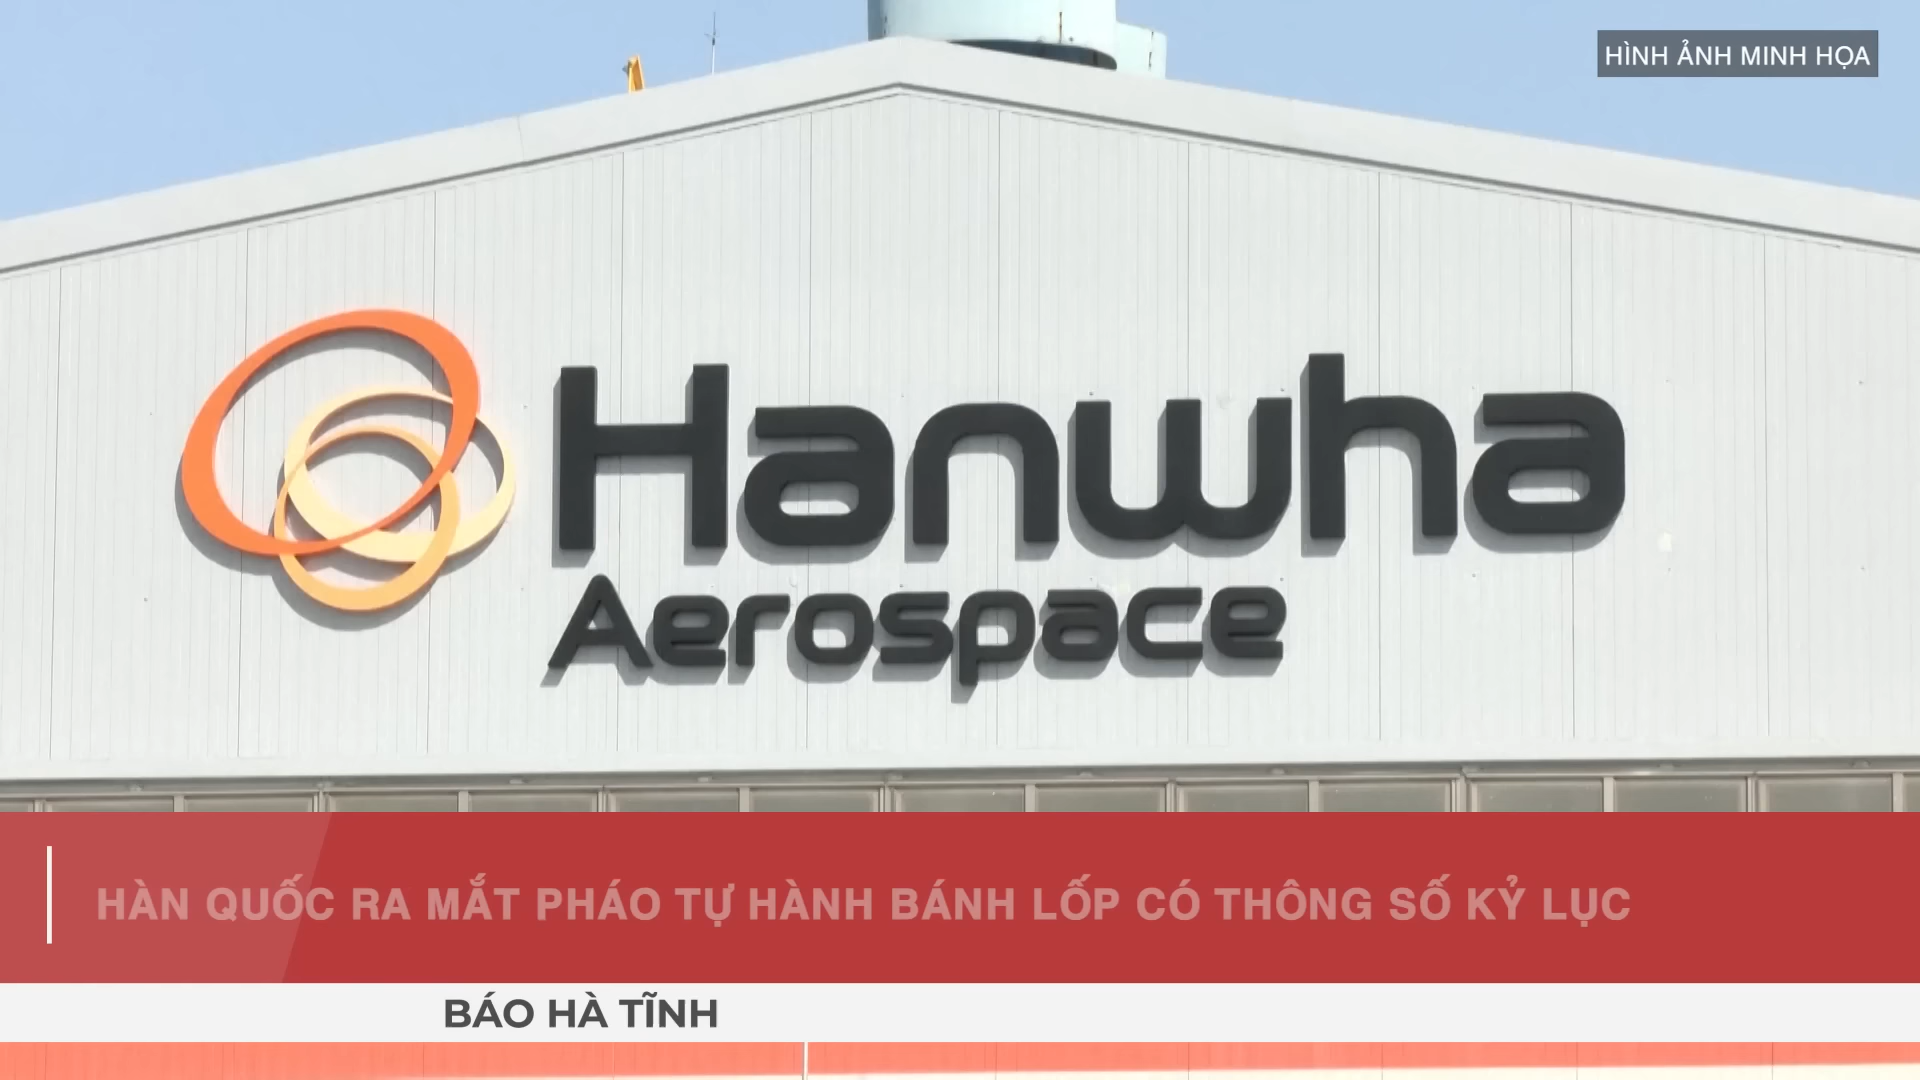 HÌNH ẢNH MINH HỌA
Hanwha
Aerospace
HÀN QUỐC RA MẮT PHÁO TỰ HÀNH BÁNH LỐP CÓ THÔNG SỐ KỶ LỤC
BÁO HÀ TĨNH